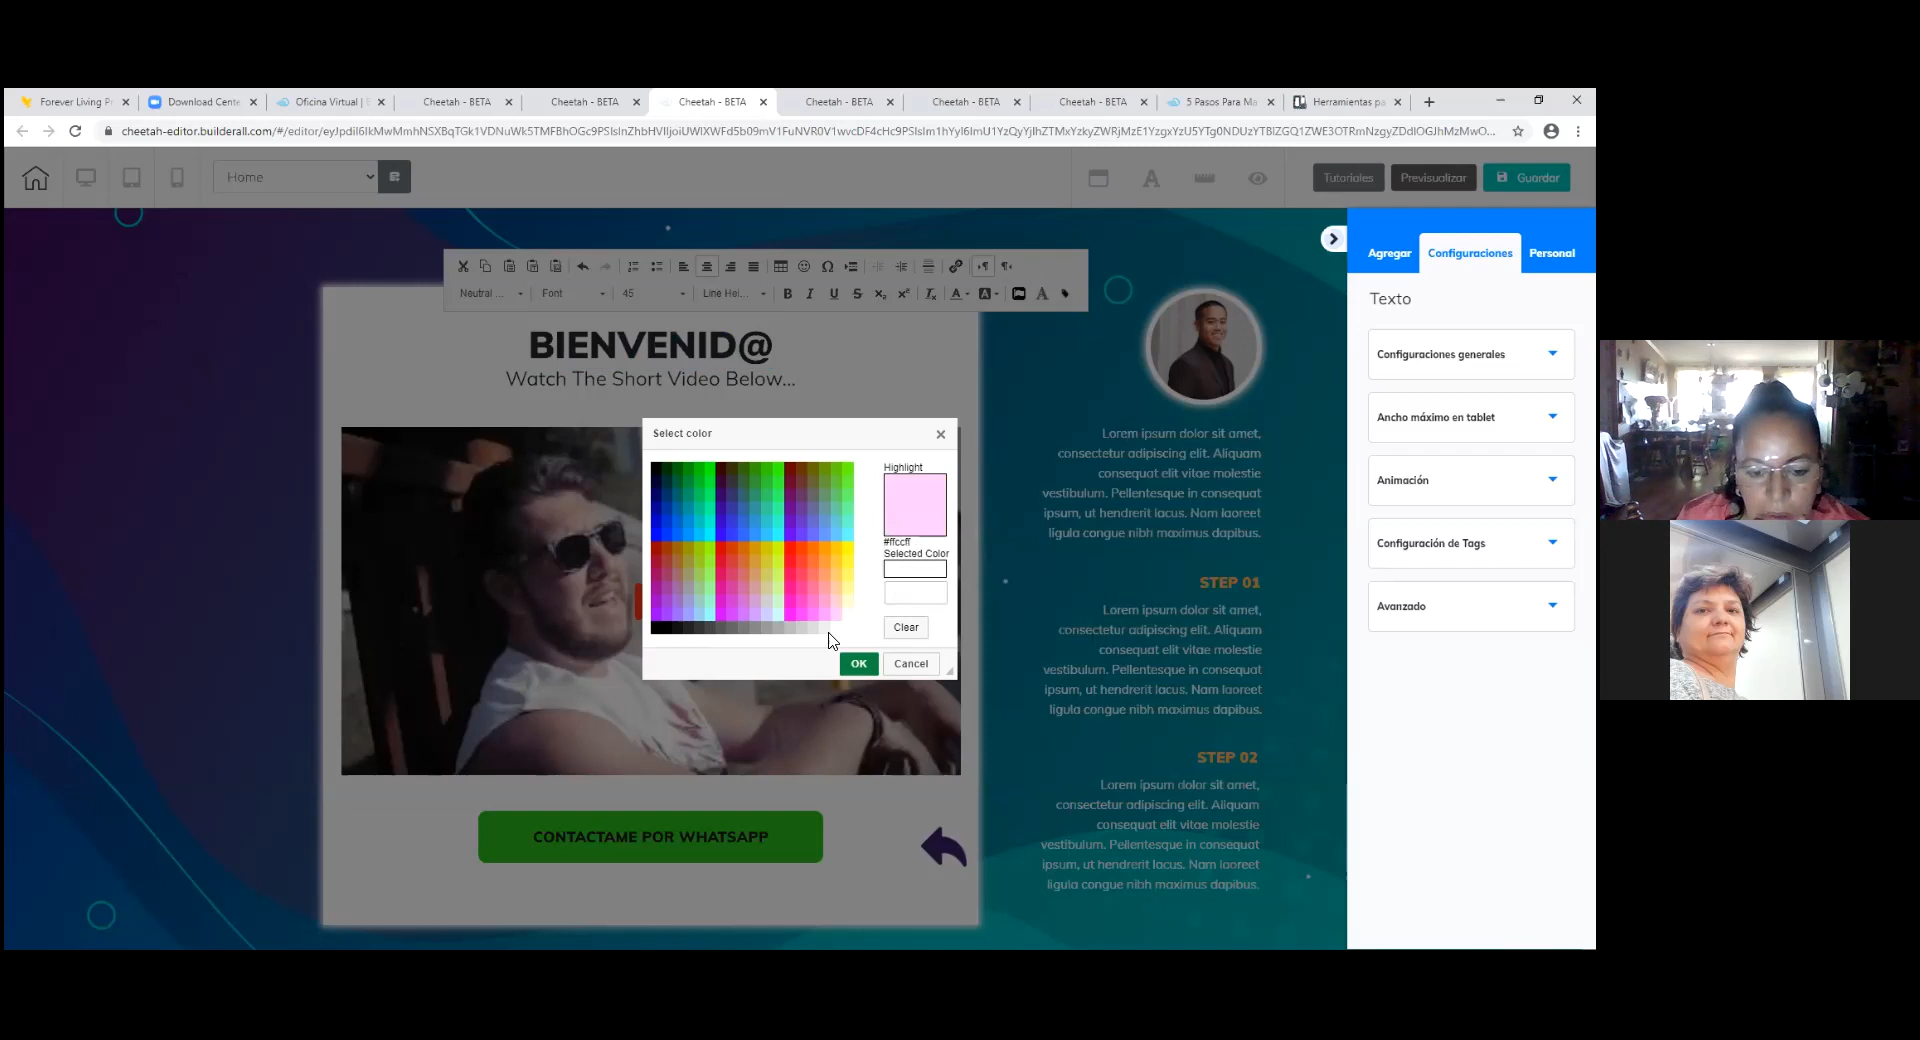 Forever Living Pr
Download Cente
Oficina Virtual |
Cheetah - BETA
Cheetah - BETA
Cheetah - BETA
Cheetah - BETA
Cheetah - BETA
Cheetah - BETA
5 Pasos Para Ma
Herramientas pa
Home
Tutoriales
Previsualizar
Guardar
Agregar
Configuraciones
Personal
Neutral ...
Font
45
Line Hei...
BIENVENID@
Watch The Short Video Below...
Select color
Highlight
#ffccff
Selected Color
Clear
OK
Cancel
CONTACTAME POR WHATSAPP
Lorem ipsum dolor sit amet,
consectetur adipiscing elit. Aliquam
consequat elit vitae molestie
vestibulum. Pellentesque in consequat
ipsum, ut hendrerit lacus. Nam laoreet
ligula congue nibh maximus dapibus.
STEP 01
Lorem ipsum dolor sit amet,
consectetur adipiscing elit. Aliquam
consequat elit vitae molestie
vestibulum. Pellentesque in consequat
ipsum, ut hendrerit lacus. Nam laoreet
ligula congue nibh maximus dapibus.
STEP 02
Lorem ipsum dolor sit amet,
consectetur adipiscing elit. Aliquam
consequat elit vitae molestie
vestibulum. Pellentesque in consequat
ipsum, ut hendrerit lacus. Nam laoreet
ligula congue nibh maximus dapibus.
Texto
Configuraciones generales
Ancho máximo en tablet
Animación
Configuración de Tags
Avanzado